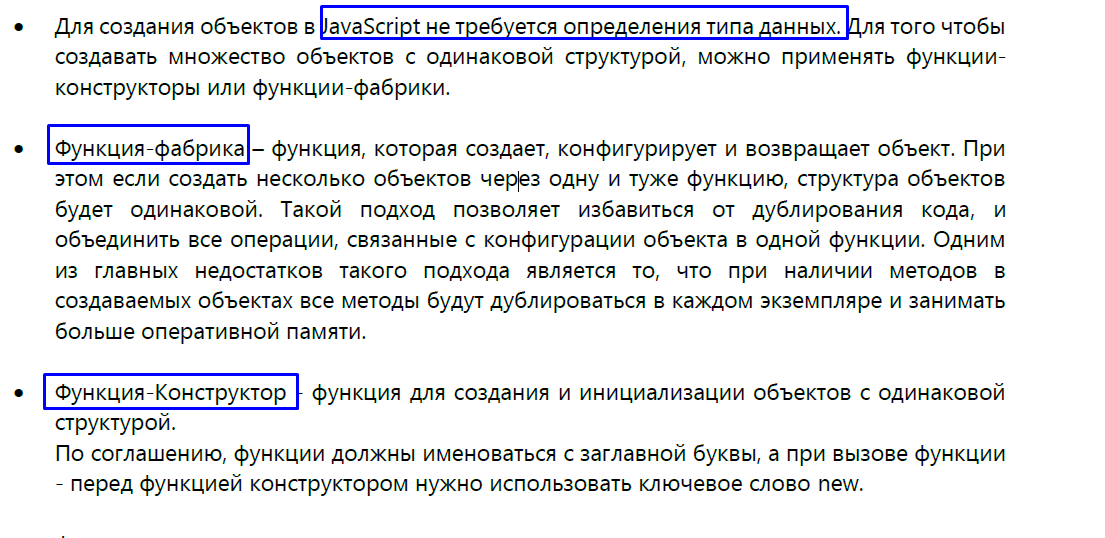 • Для создания объектов в JavaScript не требуется определения типа данных. Для того чтобы
создавать множество объектов с одинаковой структурой, можно применять функции-
конструкторы или функции-фабрики.
• Функция-фабрика – функция, которая создает, конфигурирует и возвращает объект. При
этом если создать несколько объектов через одну и туже функцию, структура объектов
будет одинаковой. Такой подход позволяет избавиться от дублирования кода, и
объединить все операции, связанные с конфигурации объекта в одной функции. Одним
из главных недостатков такого подхода является то, что при наличии методов в
создаваемых объектах все методы будут дублироваться в каждом экземпляре и занимать
больше оперативной памяти.
• Функция-Конструктор - функция для создания и инициализации объектов с одинаковой
структурой.
По соглашению, функции должны именоваться с заглавной буквы, а при вызове функции
- перед функцией конструктором нужно использовать ключевое слово new.